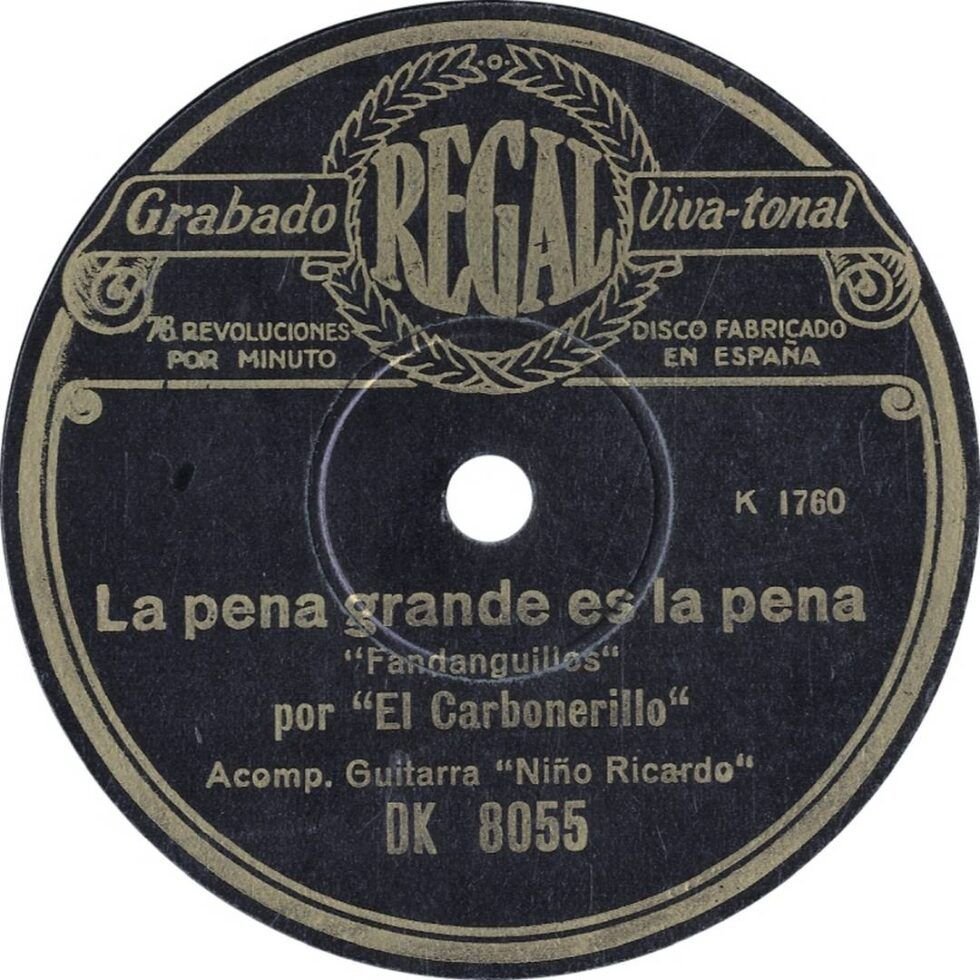 REGAL
Grabado Viva-tonal
78 REVOLUCIONES
POR MINUTO
DISCO FABRICADO
EN ESPAÑA
K 1760
La pena grande es la pena
“Fandanguillos“
por “El Carbonerillo“
Acomp. Guitarra “Niño Ricardo“
DK 8055